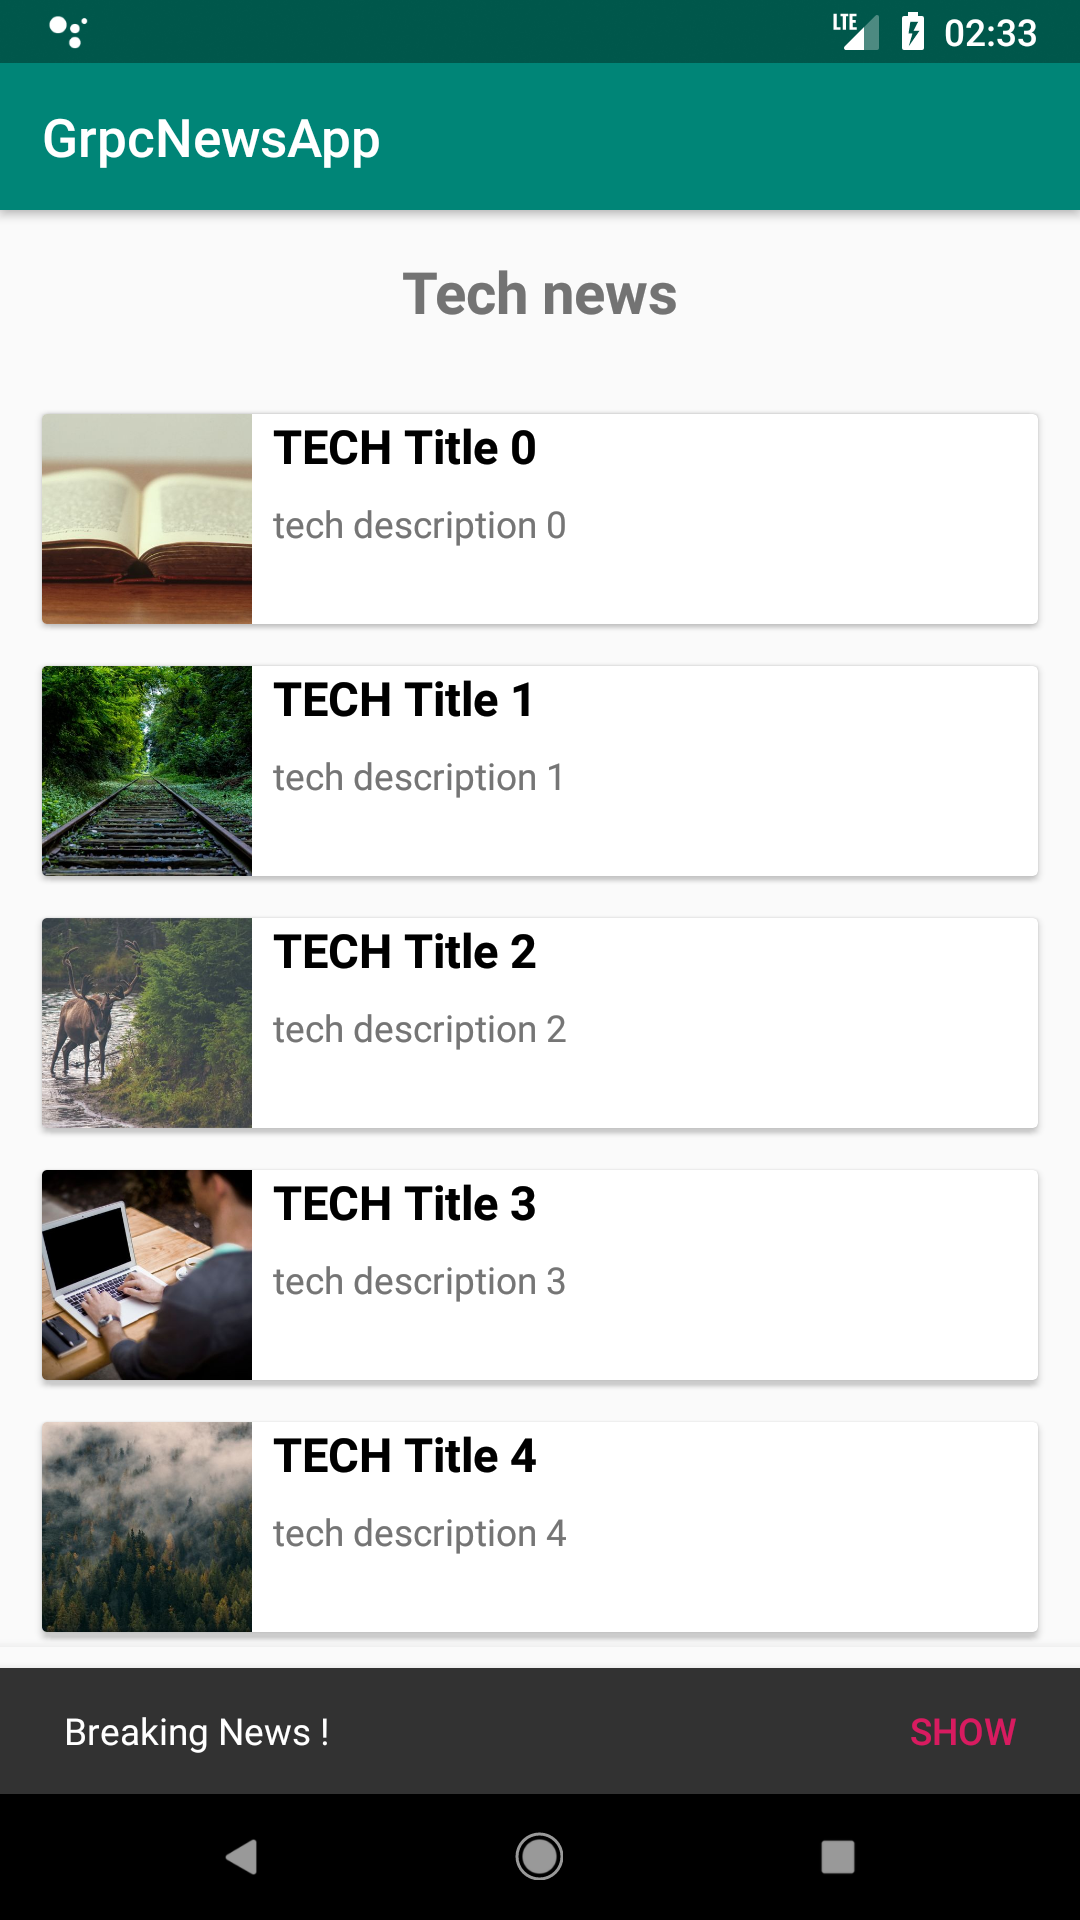 LTE 02:33
GrpcNewsApp
Tech news
TECH Title 0
tech description 0
TECH Title 1
tech description 1
TECH Title 2
tech description 2
TECH Title 3
tech description 3
TECH Title 4
tech description 4
Breaking News ! SHOW